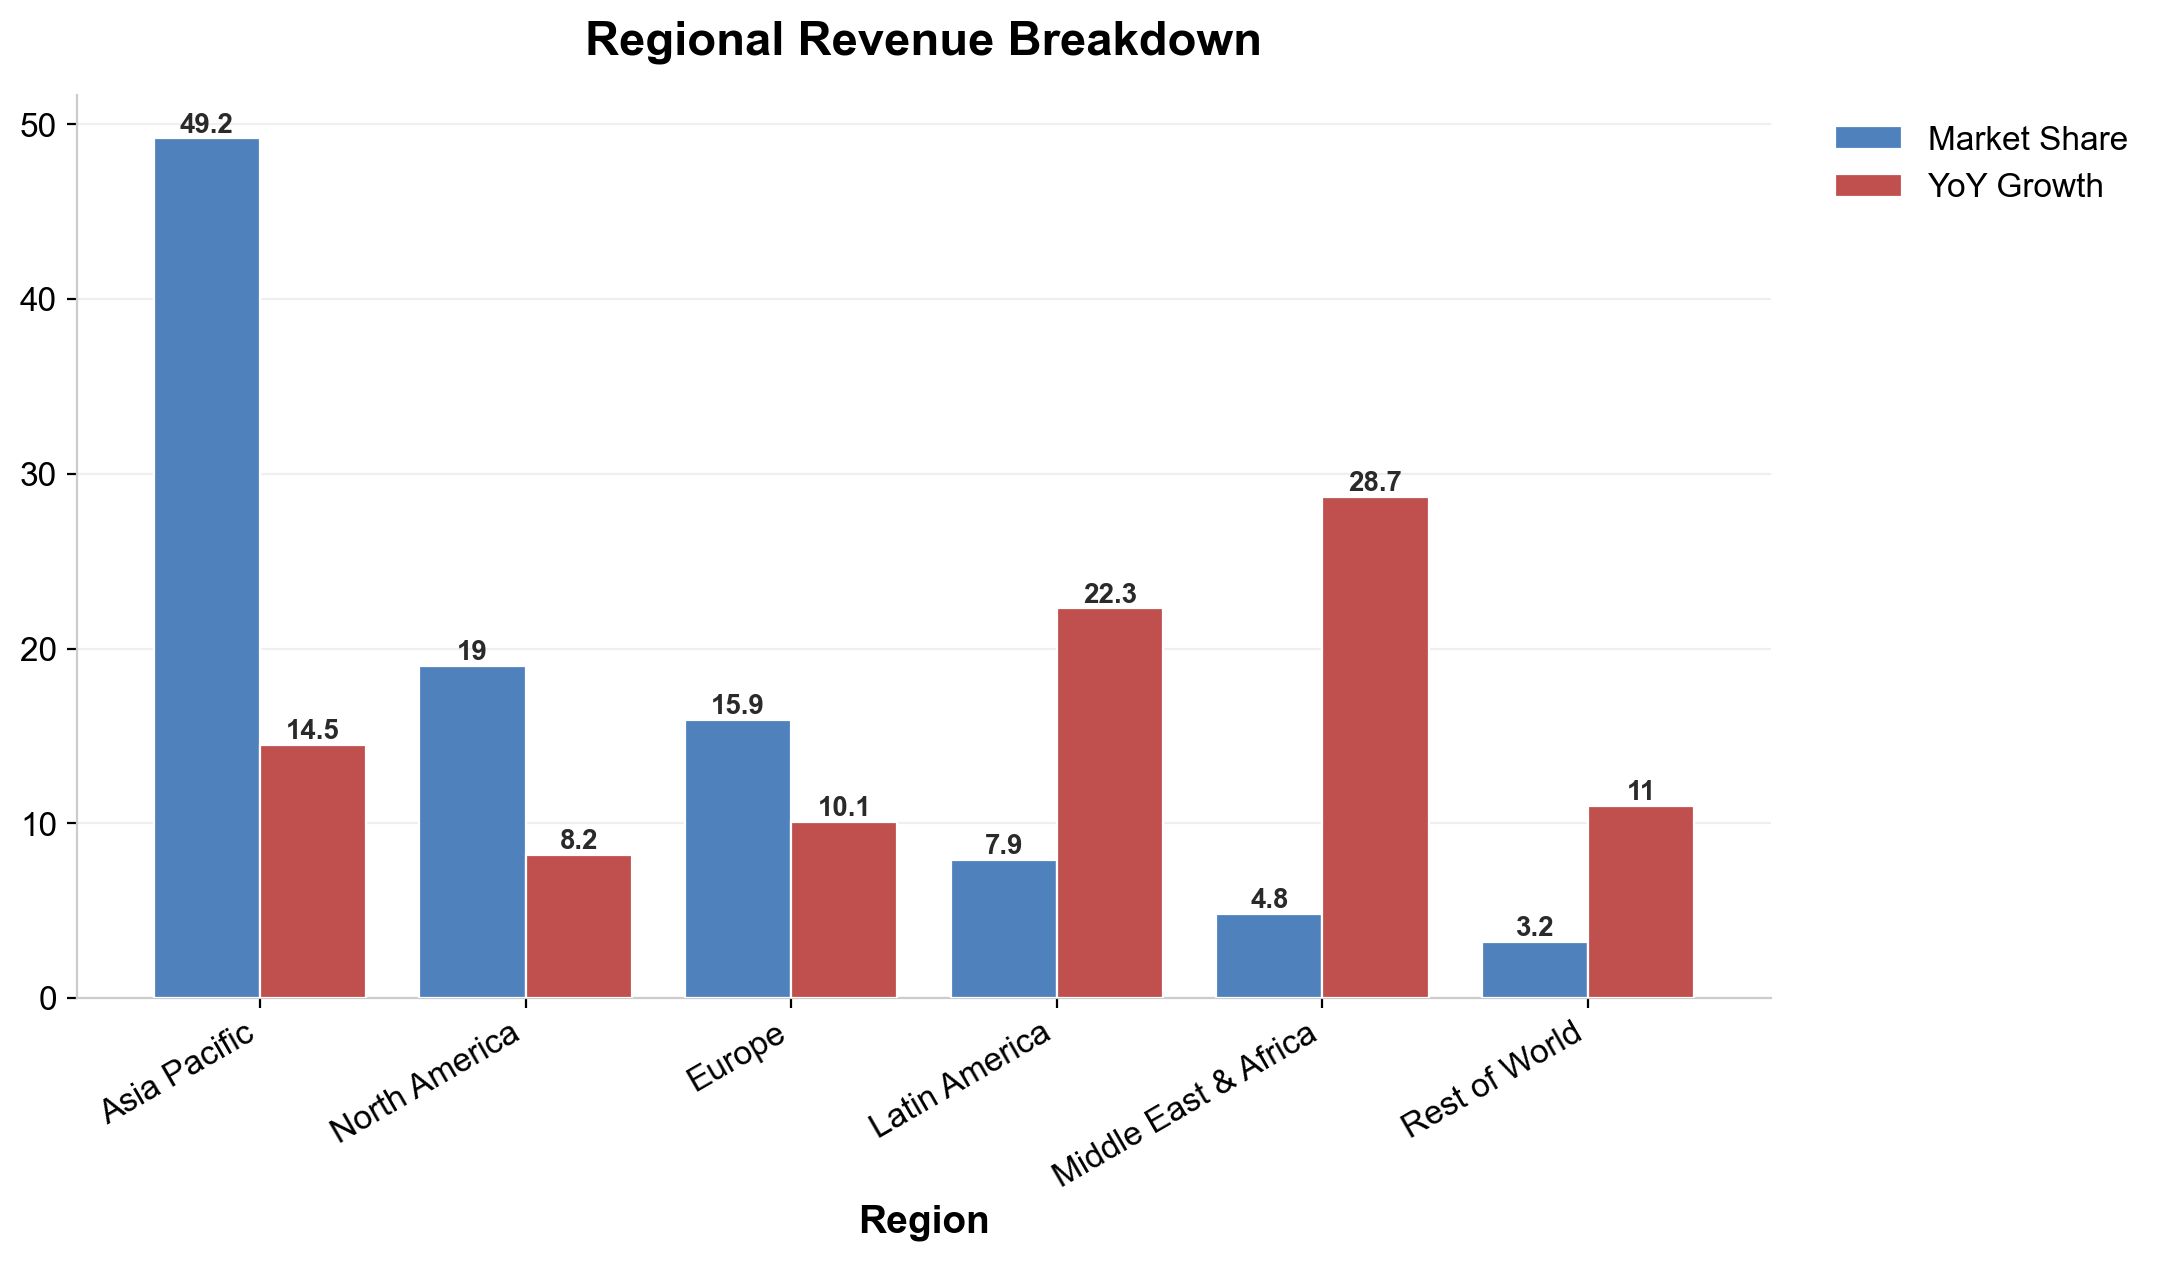 Regional Revenue Breakdown
Market Share
YoY Growth
50
40
30
20
10
0
49.2
14.5
19
8.2
15.9
10.1
7.9
22.3
4.8
28.7
3.2
11
Asia Pacific
North America
Europe
Latin America
Middle East & Africa
Rest of World
Region